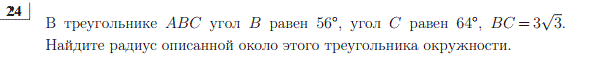 24
В треугольнике ABC угол B равен 56°, угол C равен 64°, BC = 3√3.
Найдите радиус описанной около этого треугольника окружности.